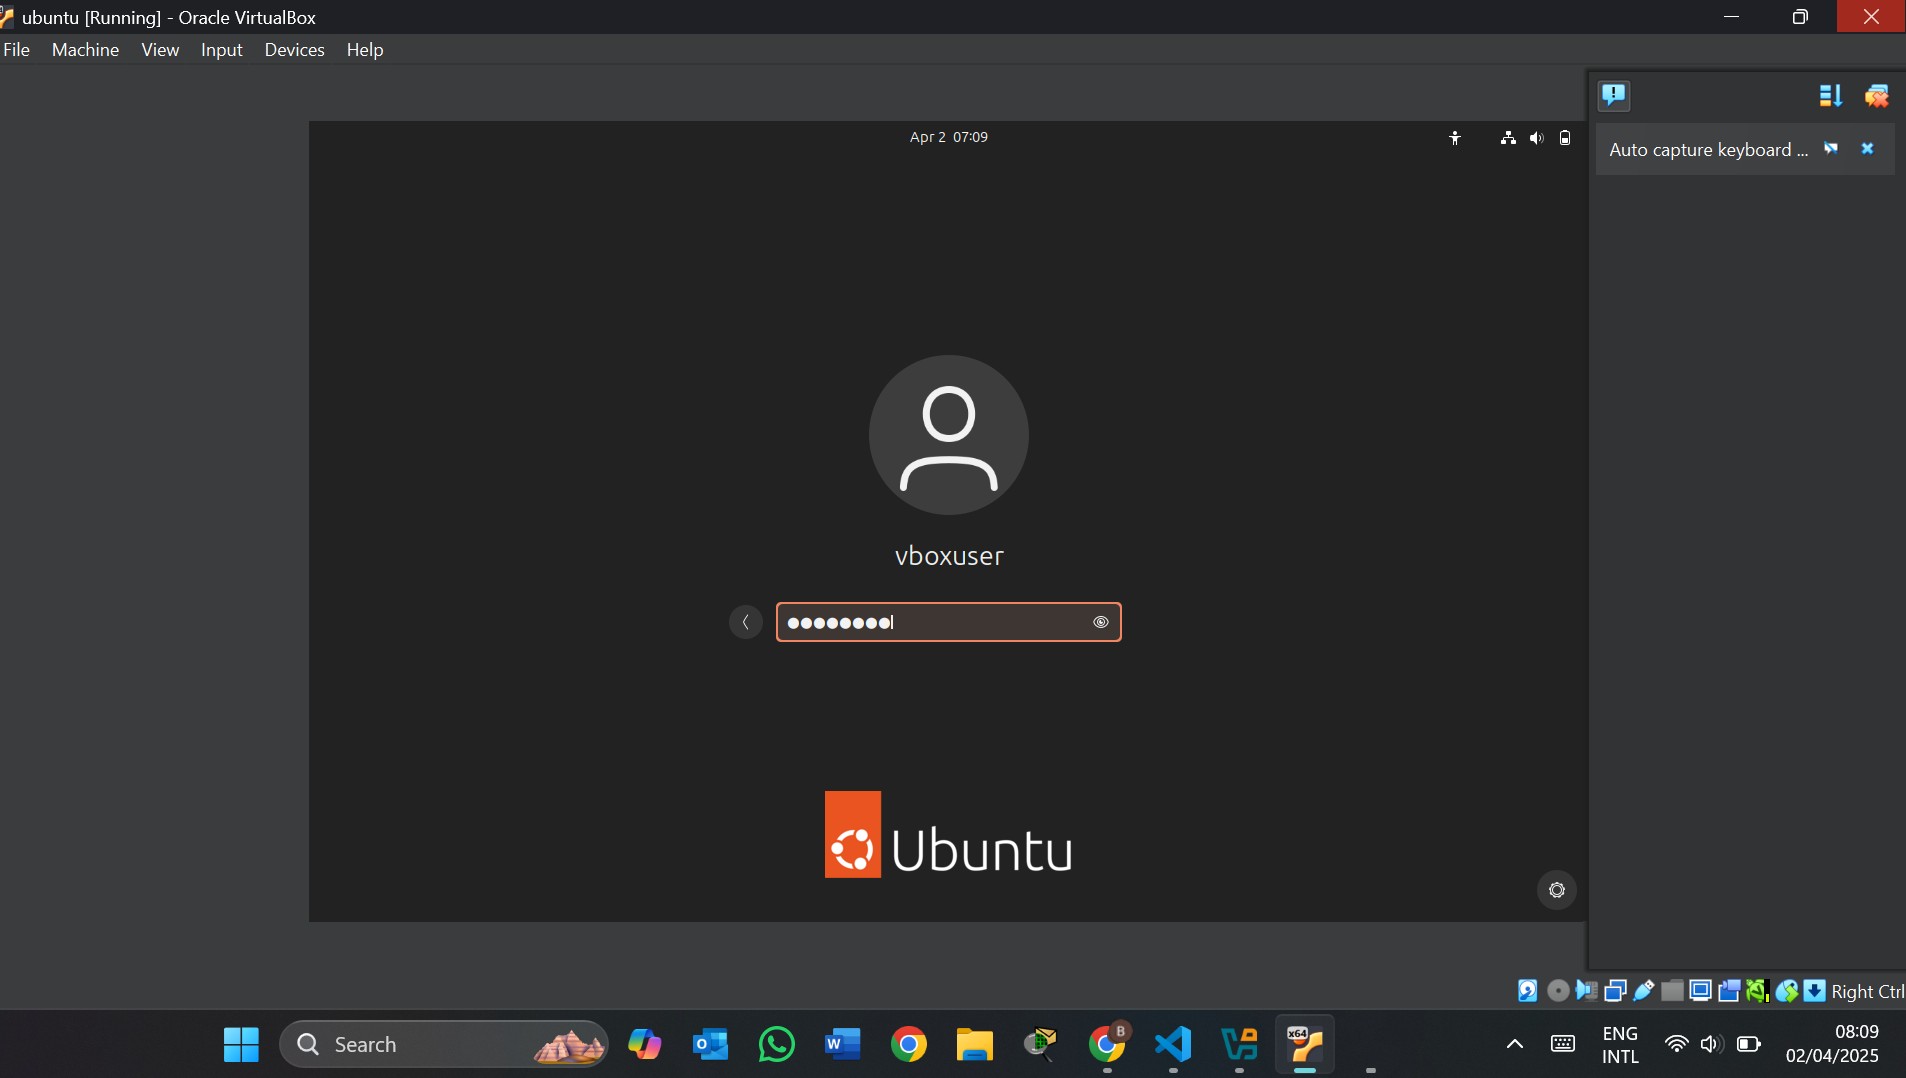 ubuntu [Running] - Oracle VirtualBox
File Machine View Input Devices Help
Apr 2 07:09
Auto capture keyboard ...
vboxuser
Ubuntu
Right Ctrl
Search
W
B
x64
ENG
INTL
08:09
02/04/2025